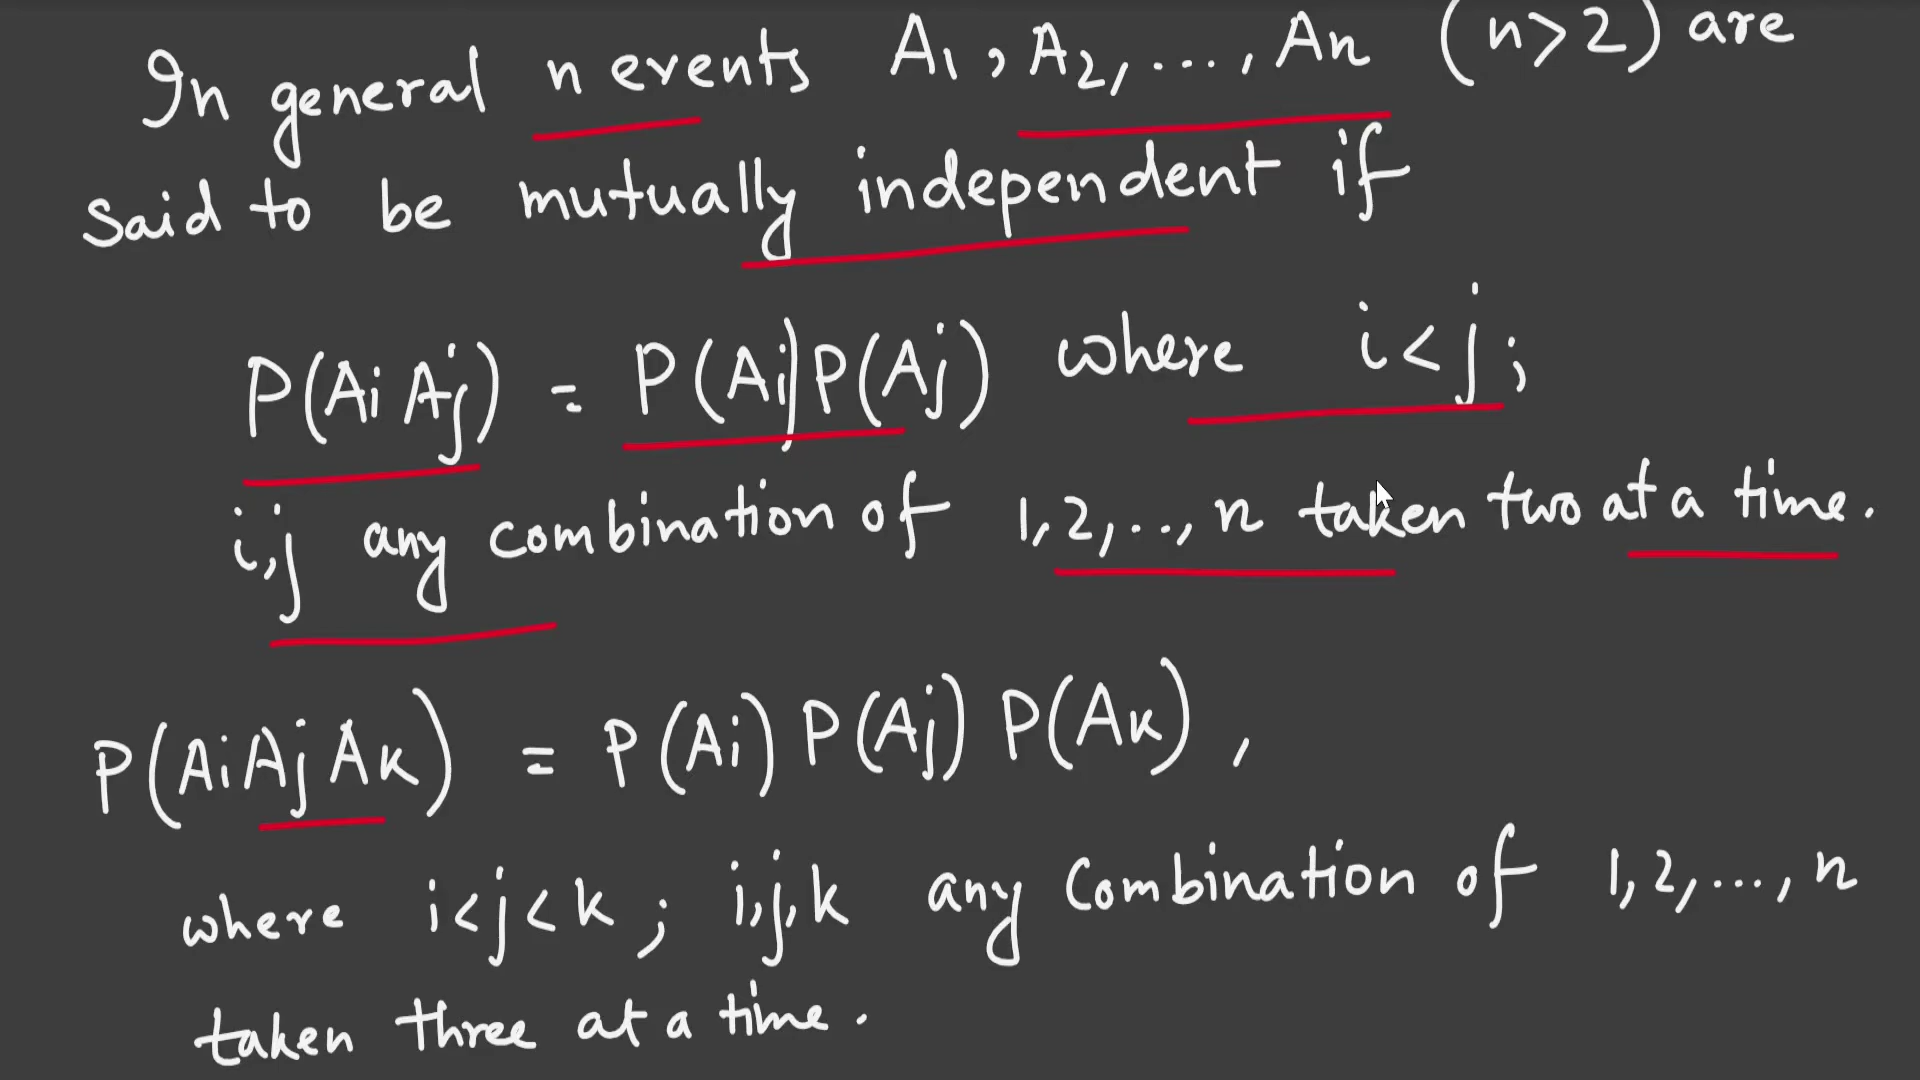 In general n events A1, A2, ..., An (n>2) are
said to be mutually independent if
P(Ai Aj) = P(Ai)P(Aj) where i<j;
i,j any combination of 1,2,..,n taken two at a time.
P(AiAjAk) = P(Ai) P(Aj) P(Ak),
where i<j<k; i,j,k any combination of 1,2,...,n
taken three at a time.